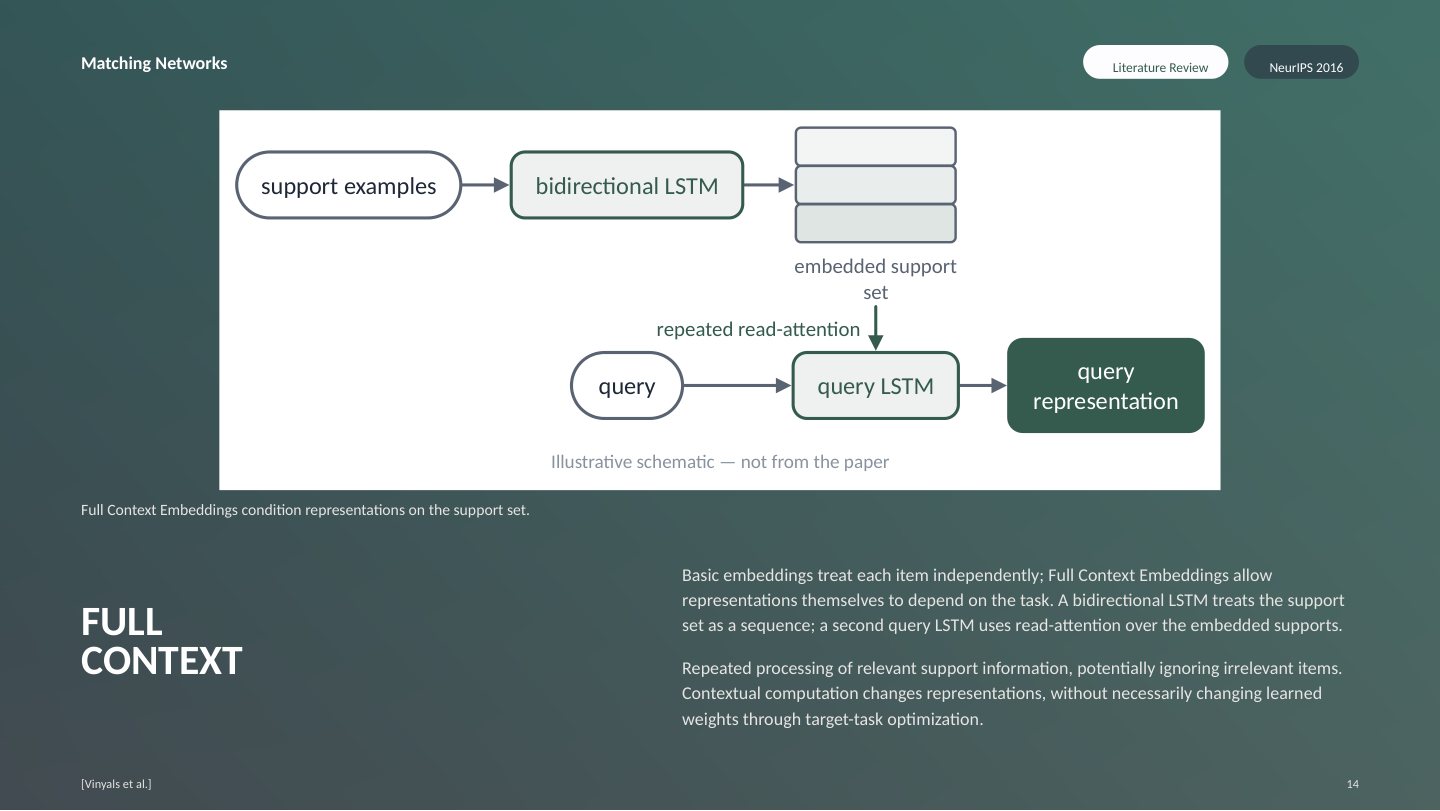 Matching Networks
Literature Review
NeurIPS 2016
support examples
bidirectional LSTM
embedded support
set
repeated read-attention
query
query LSTM
query
representation
Illustrative schematic — not from the paper
Full Context Embeddings condition representations on the support set.
FULL
CONTEXT
Basic embeddings treat each item independently; Full Context Embeddings allow
representations themselves to depend on the task. A bidirectional LSTM treats the support
set as a sequence; a second query LSTM uses read-attention over the embedded supports.
Repeated processing of relevant support information, potentially ignoring irrelevant items.
Contextual computation changes representations, without necessarily changing learned
weights through target-task optimization.
[Vinyals et al.]
14